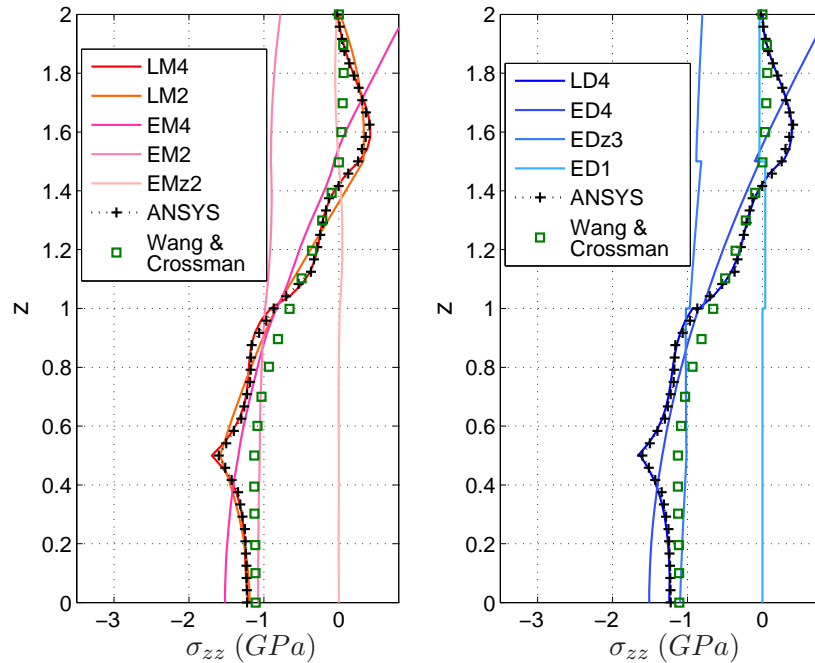 2
1.8
1.6
1.4
1.2
1
0.8
0.6
0.4
0.2
0
z
LM4
LM2
EM4
EM2
EMz2
ANSYS
Wang &
Crossman
−3
−2
−1
0
σzz (GPa)
2
1.8
1.6
1.4
1.2
1
0.8
0.6
0.4
0.2
0
z
LD4
ED4
EDz3
ED1
ANSYS
Wang &
Crossman
−3
−2
−1
0
σzz (GPa)